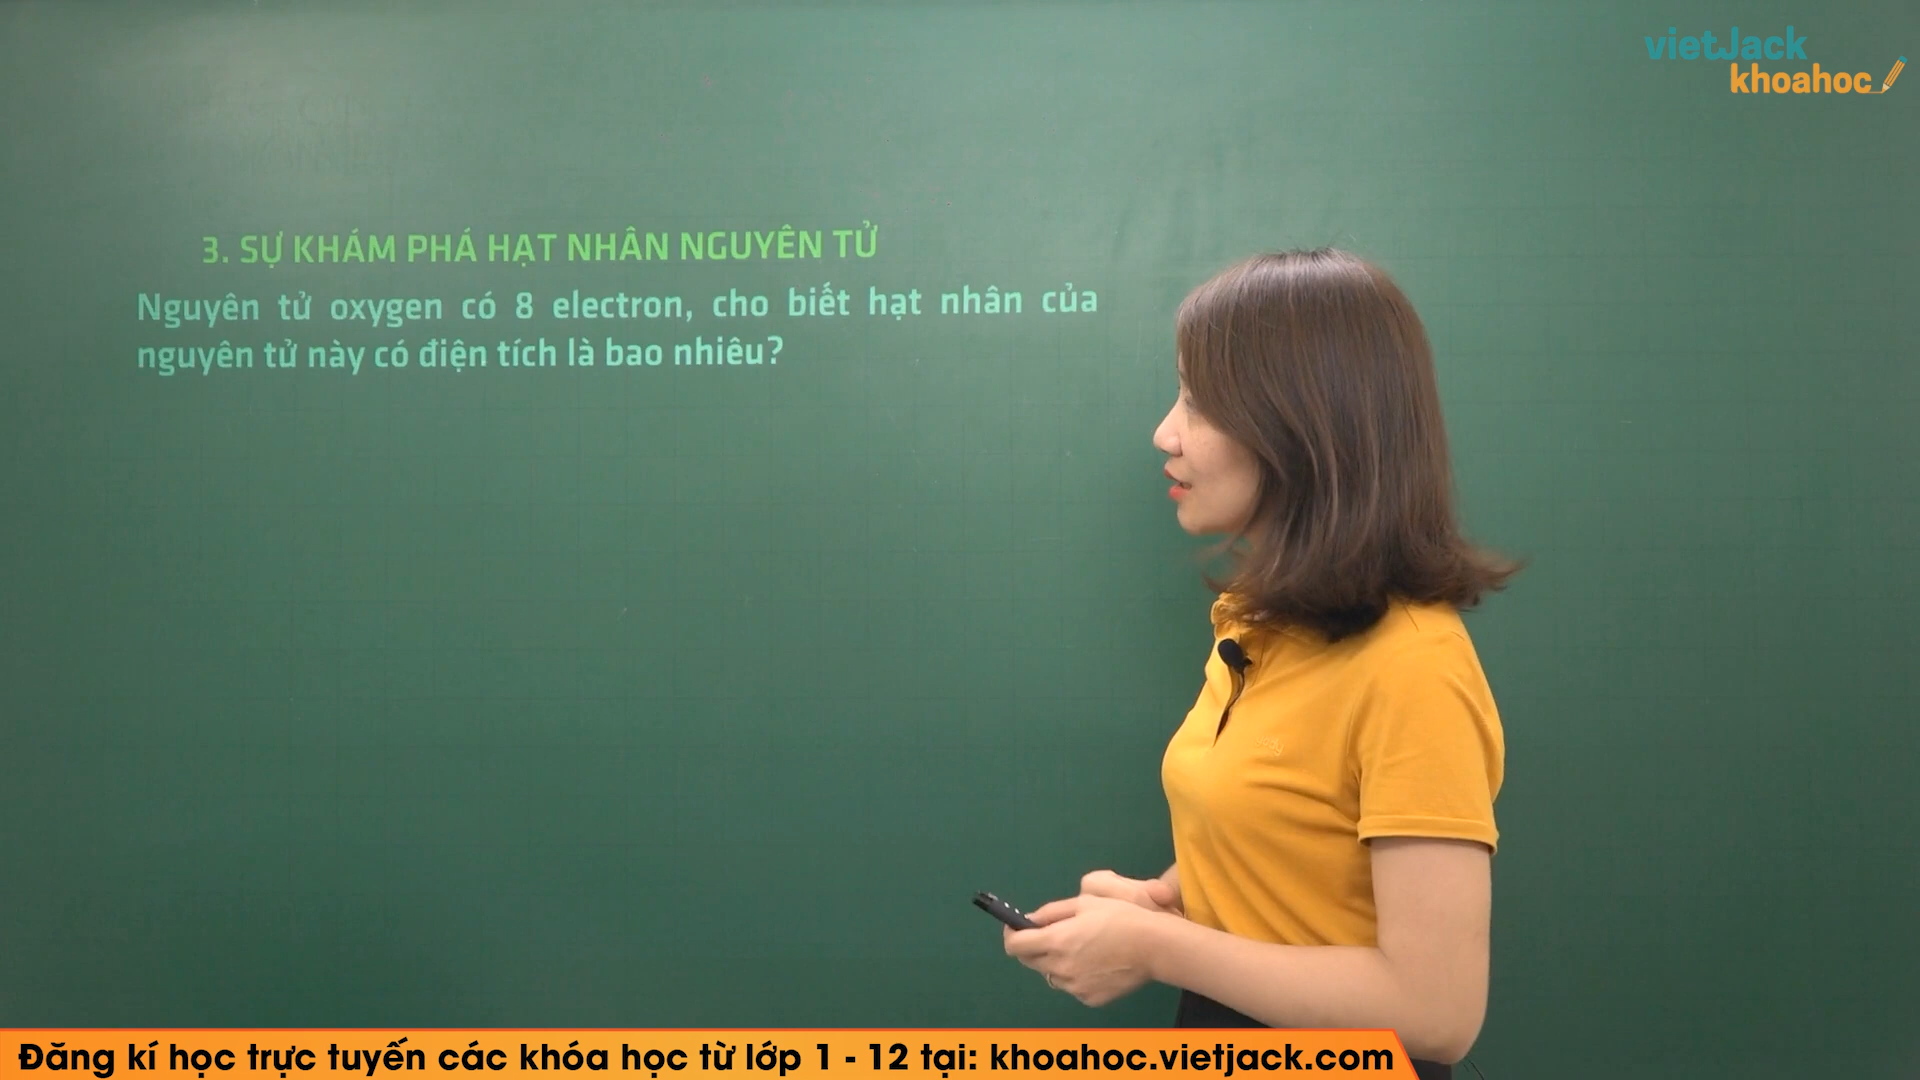 vietJack
khoahoc
3. SỰ KHÁM PHÁ HẠT NHÂN NGUYÊN TỬ
Nguyên tử oxygen có 8 electron, cho biết hạt nhân của
nguyên tử này có điện tích là bao nhiêu?
Đăng kí học trực tuyến các khóa học từ lớp 1 - 12 tại: khoahoc.vietjack.com